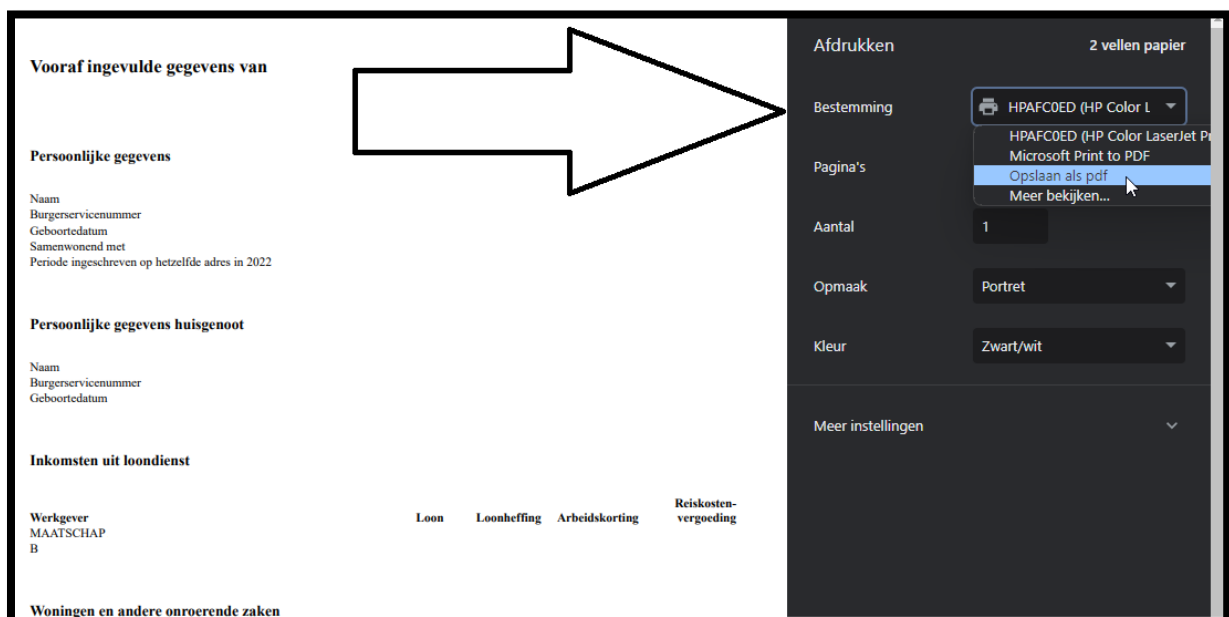 Vooraf ingevulde gegevens van
Persoonlijke gegevens
Naam
Burgerservicenummer
Geboortedatum
Samenwonend met
Periode ingeschreven op hetzelfde adres in 2022
Persoonlijke gegevens huisgenoot
Naam
Burgerservicenummer
Geboortedatum
Inkomsten uit loondienst
Werkgever Loon Loonheffing Arbeidskorting Reiskosten-
vergoeding
MAATSCHAP
B
Woningen en andere onroerende zaken
Afdrukken 2 vellen papier
Bestemming HPAFC0ED (HP Color L
HPAFC0ED (HP Color LaserJet Pr
Microsoft Print to PDF
Opslaan als pdf
Meer bekijken...
Pagina's
Aantal 1
Opmaak Portret
Kleur Zwart/wit
Meer instellingen